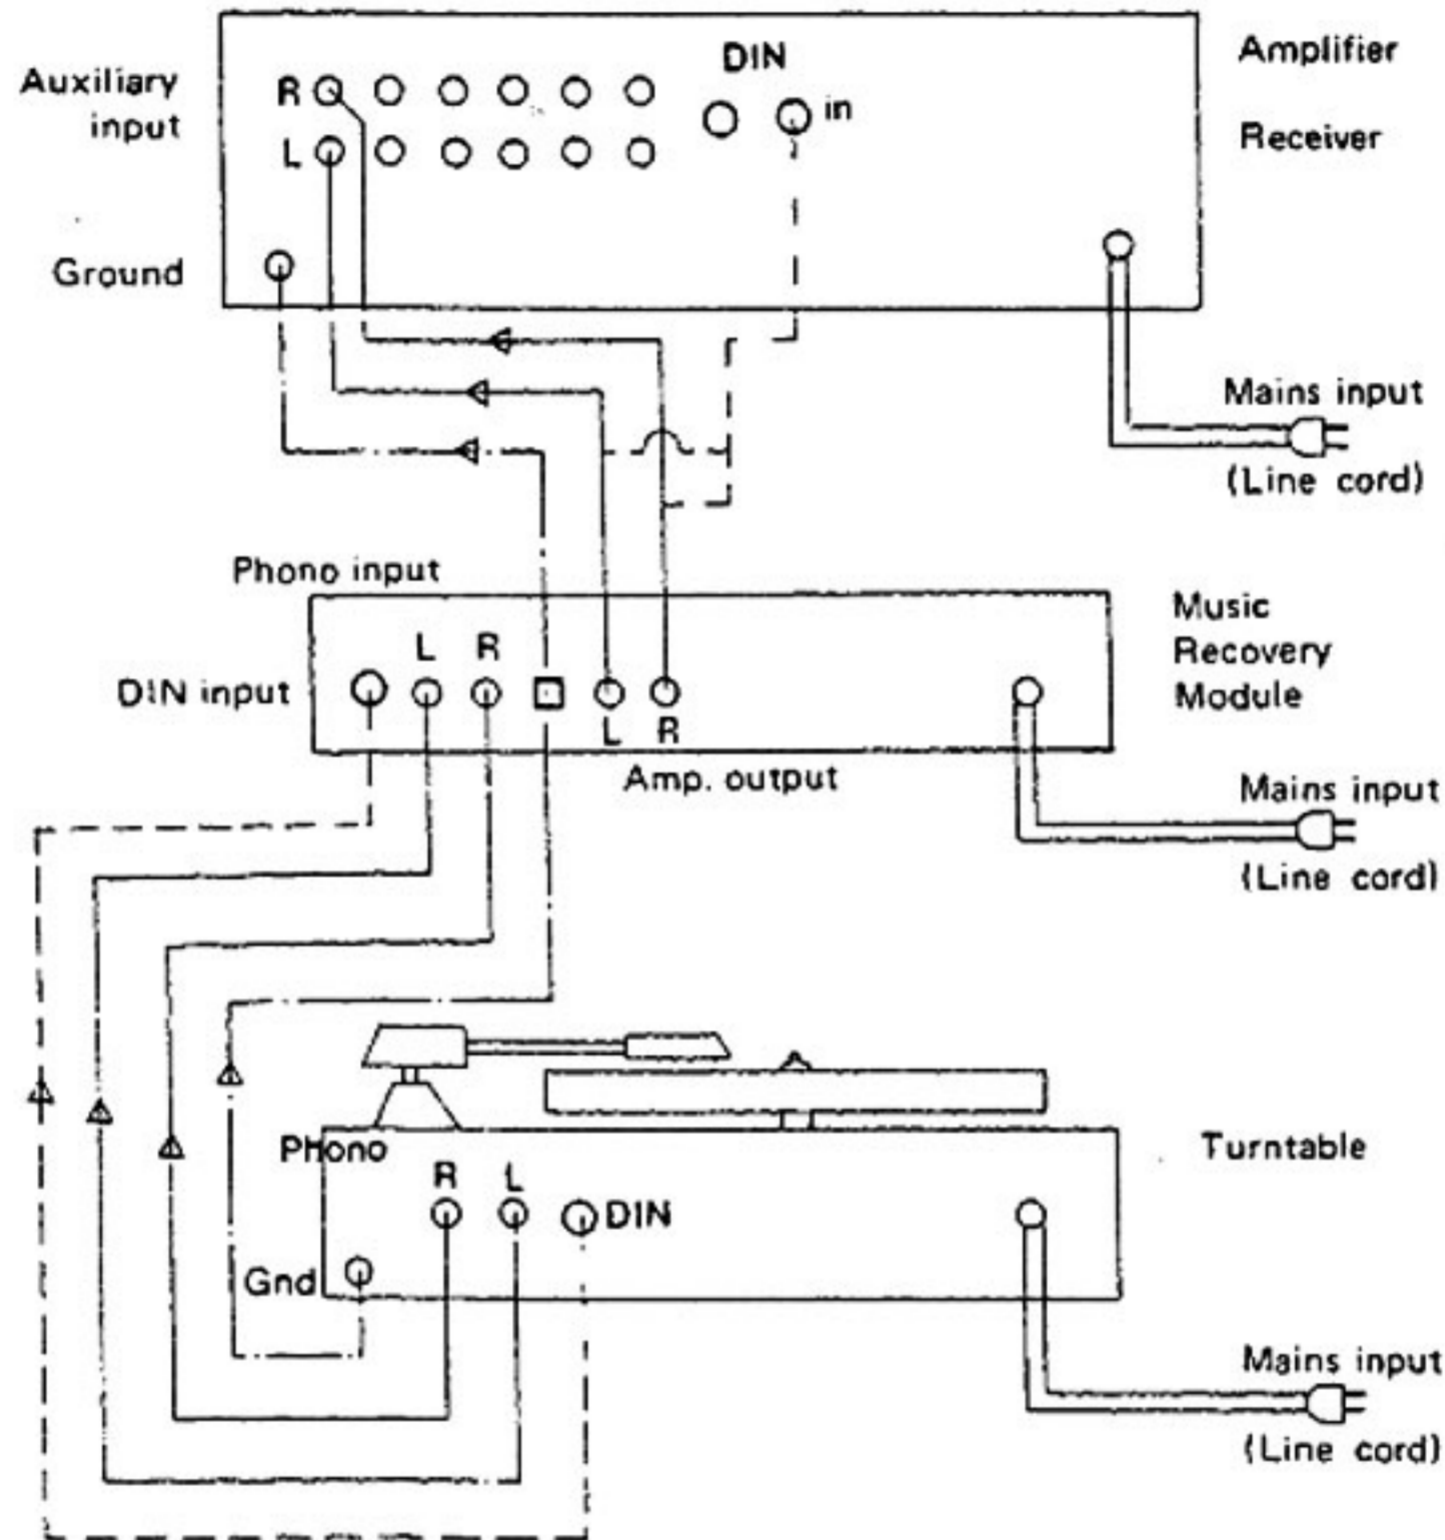 DIN
Amplifier
Auxiliary
input
R
in
Receiver
L
Ground
Mains input
(Line cord)
Phono input
Music
Recovery
Module
L R
DIN input
L R
Amp. output
Mains input
(Line cord)
Phono
Turntable
R L
DIN
Gnd
Mains input
(Line cord)